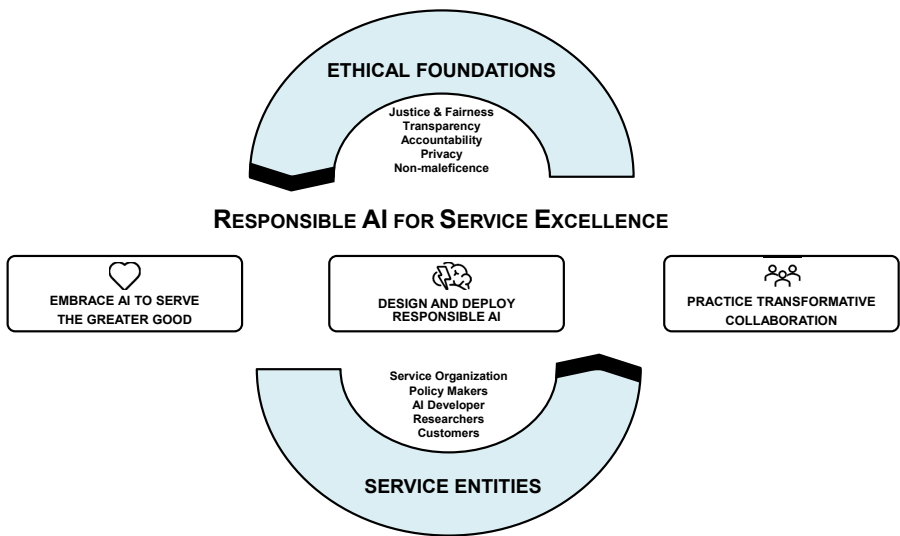 ETHICAL FOUNDATIONS
Justice & Fairness
Transparency
Accountability
Privacy
Non-maleficence
RESPONSIBLE AI FOR SERVICE EXCELLENCE
EMBRACE AI TO SERVE
THE GREATER GOOD
DESIGN AND DEPLOY
RESPONSIBLE AI
PRACTICE TRANSFORMATIVE
COLLABORATION
Service Organization
Policy Makers
AI Developer
Researchers
Customers
SERVICE ENTITIES